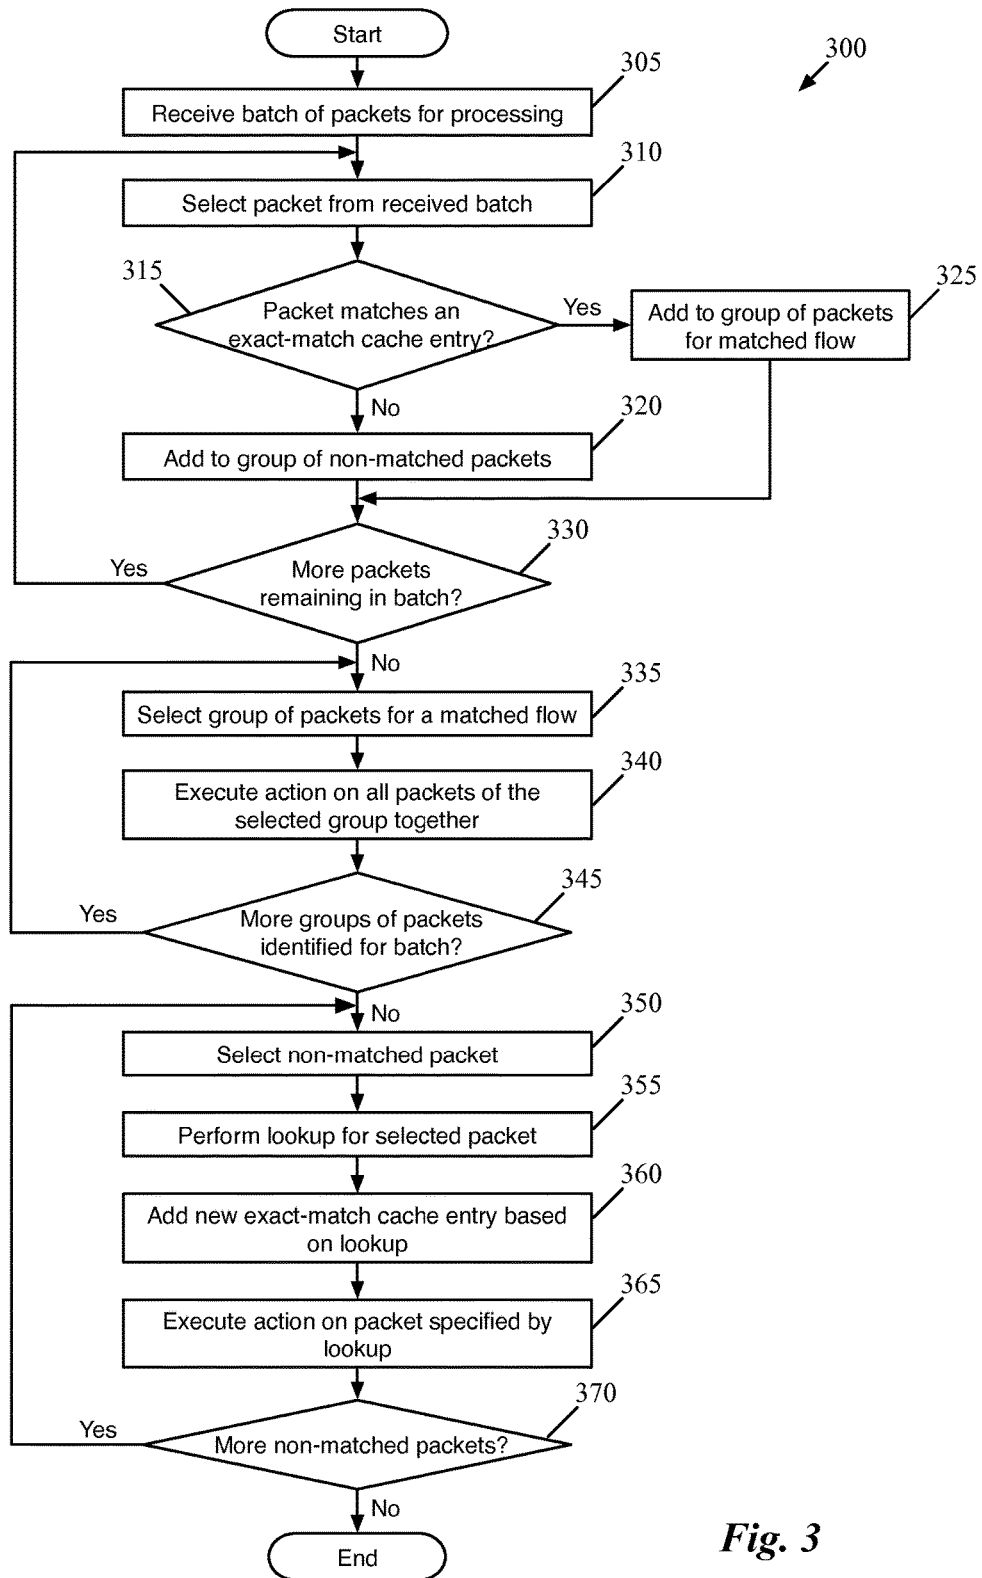 Start
300
305
Receive batch of packets for processing
310
Select packet from received batch
315
Packet matches an
exact-match cache entry?
Yes
325
Add to group of packets
for matched flow
No
320
Add to group of non-matched packets
330
Yes
More packets
remaining in batch?
No
335
Select group of packets for a matched flow
340
Execute action on all packets of the
selected group together
345
Yes
More groups of packets
identified for batch?
No
350
Select non-matched packet
355
Perform lookup for selected packet
360
Add new exact-match cache entry based
on lookup
365
Execute action on packet specified by
lookup
370
Yes
More non-matched packets?
No
End
Fig. 3